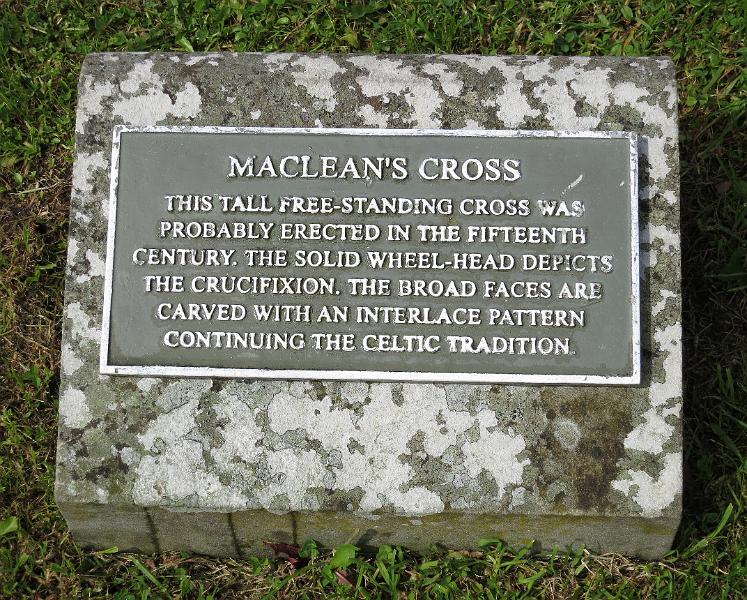 MACLEAN'S CROSS
THIS TALL FREE-STANDING CROSS WAS
PROBABLY ERECTED IN THE FIFTEENTH
CENTURY. THE SOLID WHEEL-HEAD DEPICTS
THE CRUCIFIXION. THE BROAD FACES ARE
CARVED WITH AN INTERLACE PATTERN
CONTINUING THE CELTIC TRADITION.